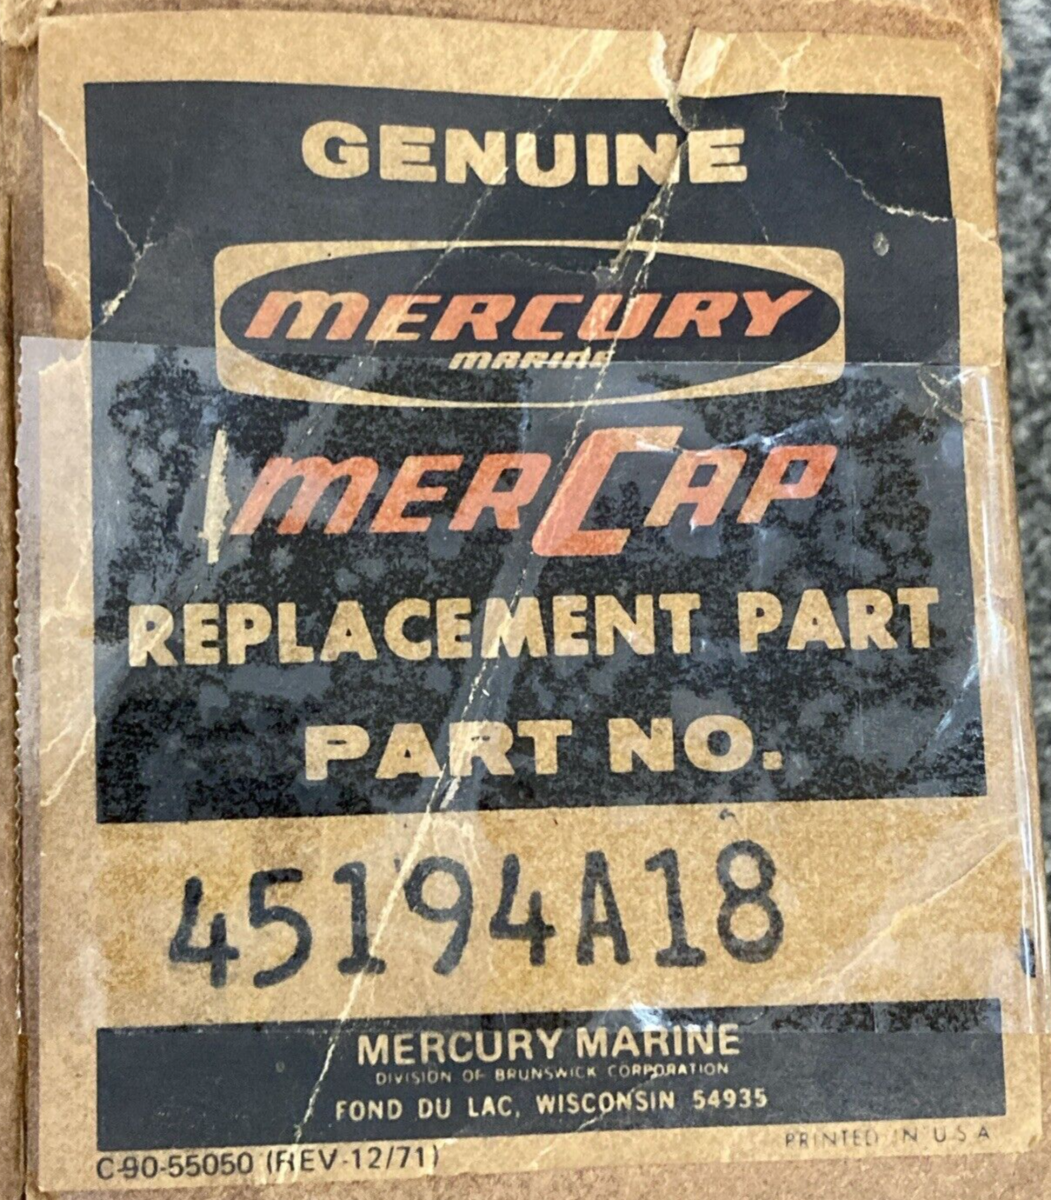 GENUINE
MERCURY
MARINE
MERCAP
REPLACEMENT PART
PART NO.
45194A18
MERCURY MARINE
DIVISION OF BRUNSWICK CORPORATION
FOND DU LAC, WISCONSIN 54935
PRINTED IN U S A
C-90-55050 (REV-12/71)